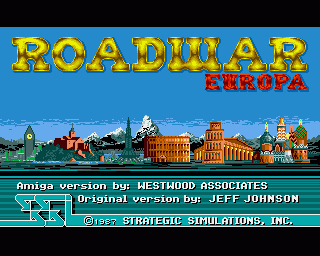 ROADWAR
EUROPA
Amiga version by: WESTWOOD ASSOCIATES
Original version by: JEFF JOHNSON
SSI
©1987 STRATEGIC SIMULATIONS, INC.